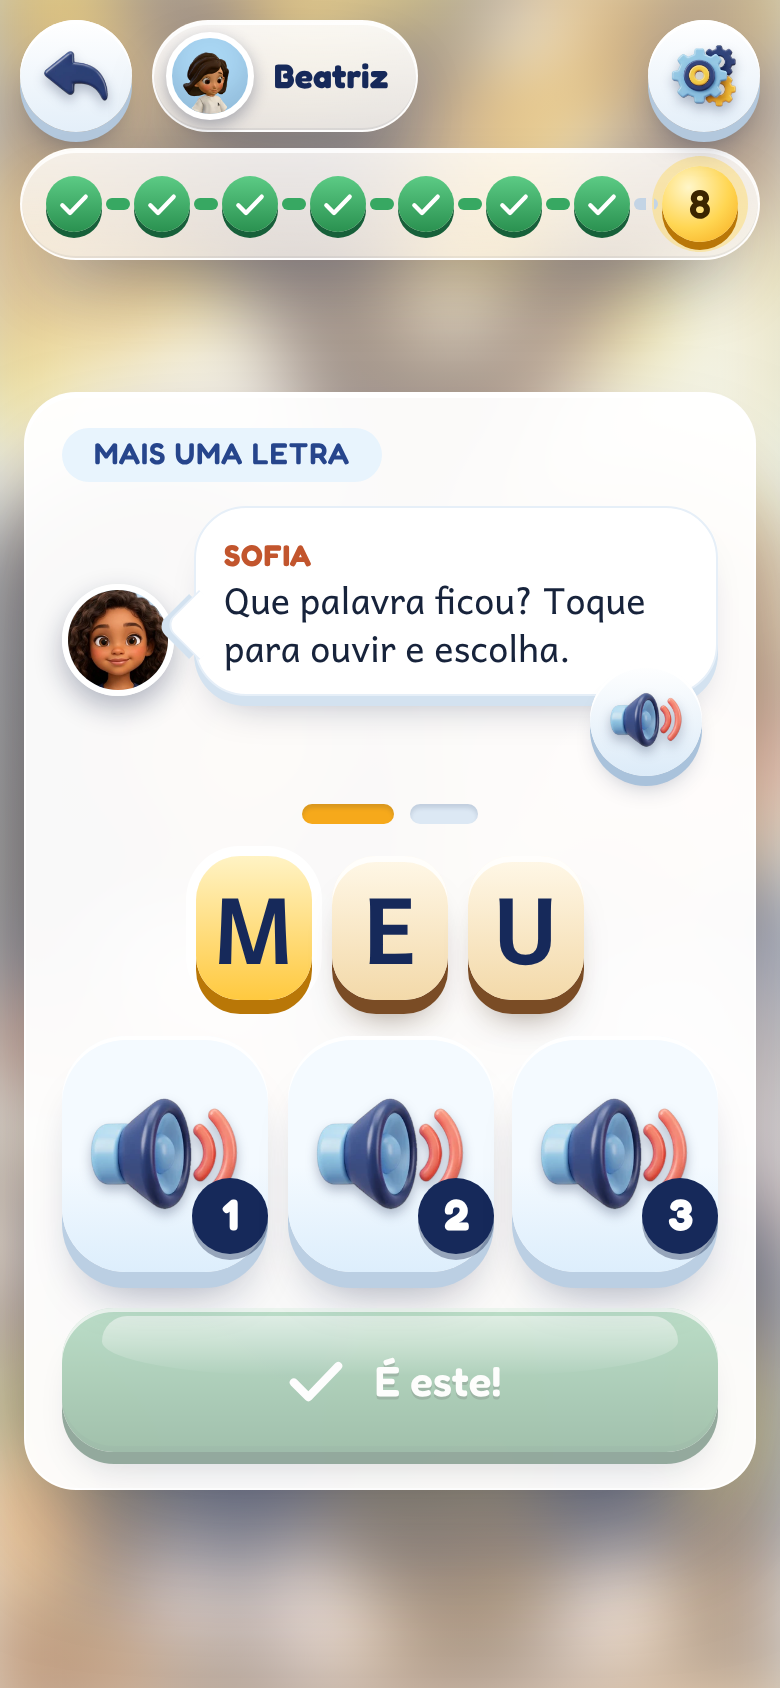 Beatriz
8
MAIS UMA LETRA
SOFIA
Que palavra ficou? Toque
para ouvir e escolha.
M E U
1 2 3
É este!